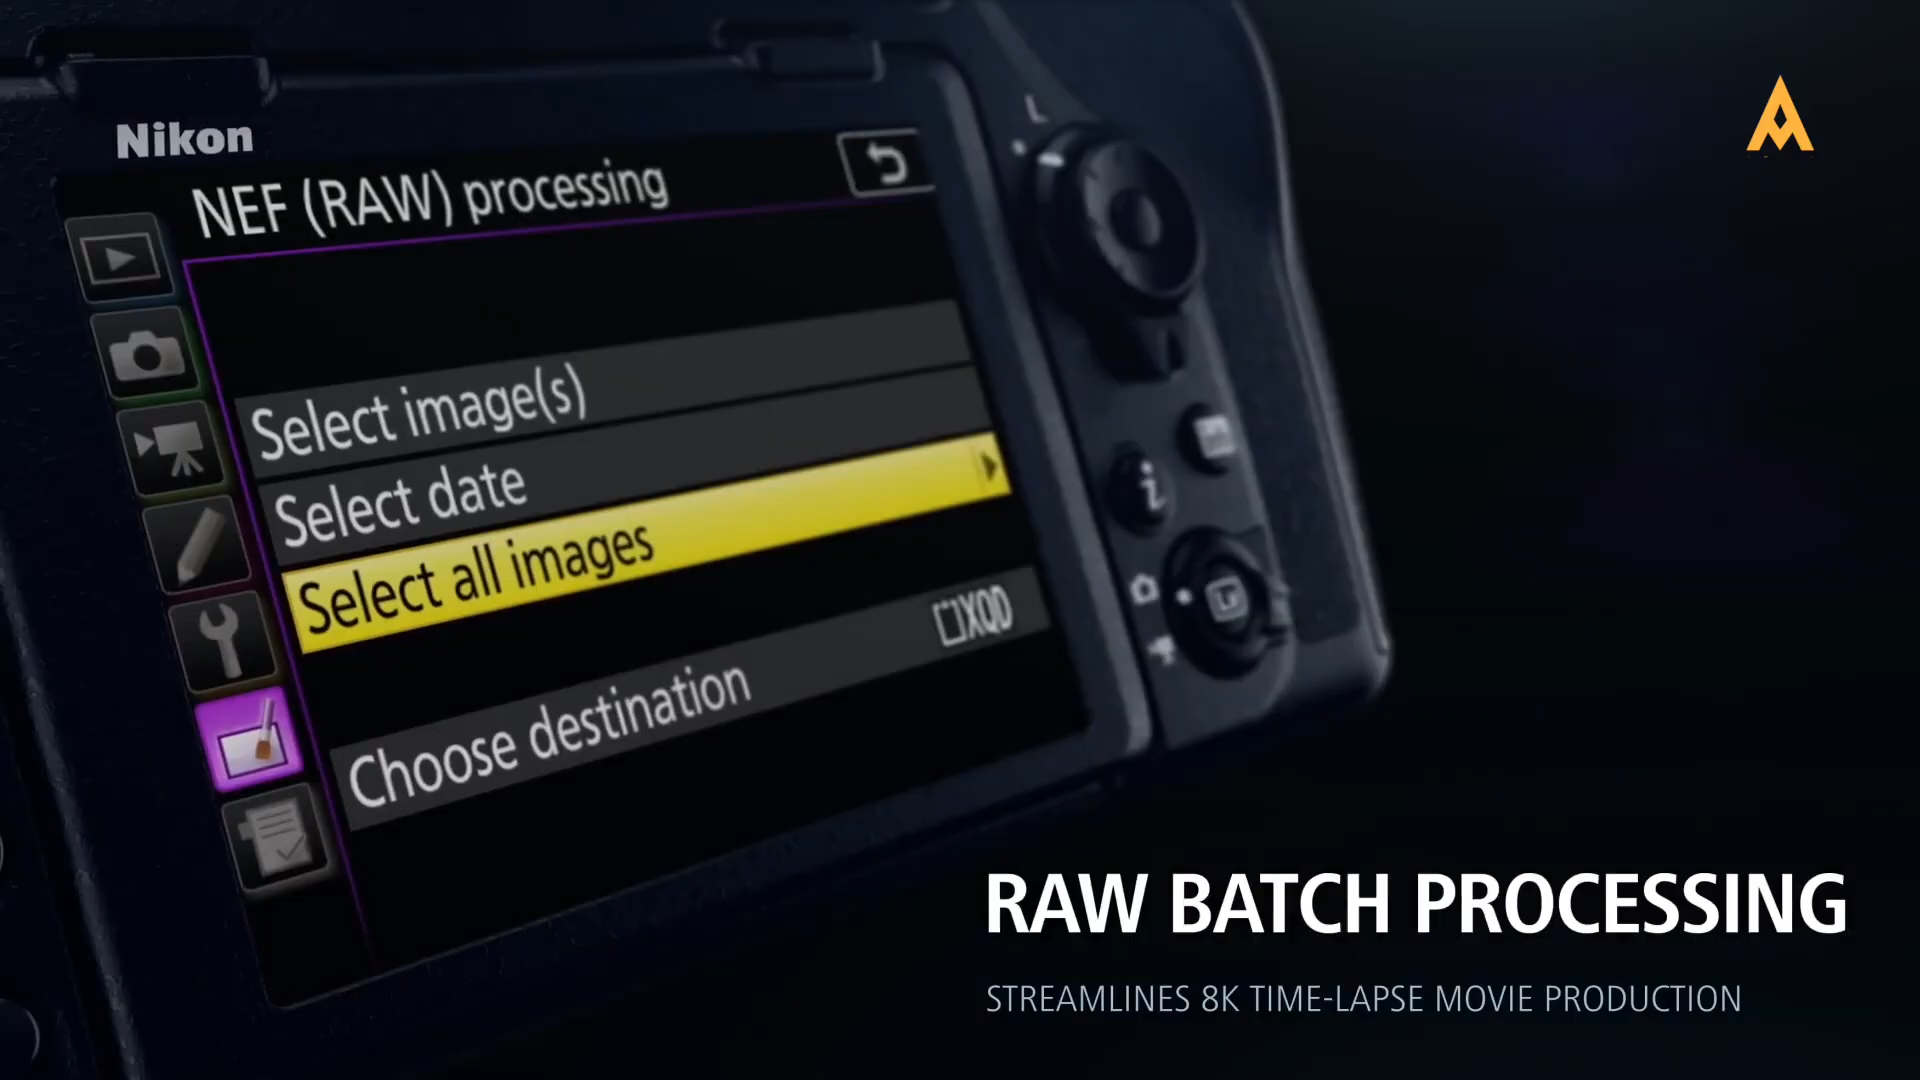 Nikon
NEF (RAW) processing
L
Select image(s)
Select date
Select all images
i
XQD
Lv
Choose destination
RAW BATCH PROCESSING
STREAMLINES 8K TIME-LAPSE MOVIE PRODUCTION